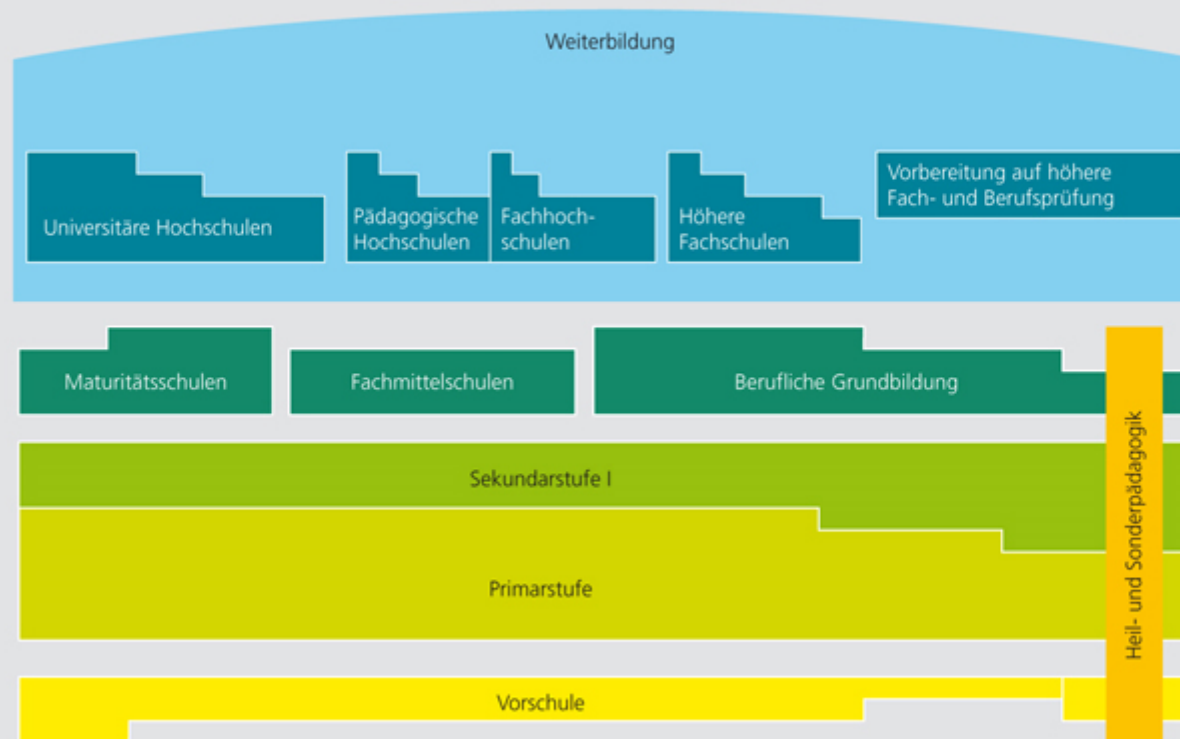 Weiterbildung
Vorbereitung auf höhere
Fach- und Berufsprüfung
Universitäre Hochschulen
Pädagogische
Hochschulen
Fachhoch-
schulen
Höhere
Fachschulen
Maturitätsschulen
Fachmittelschulen
Berufliche Grundbildung
Heil- und Sonderpädagogik
Sekundarstufe I
Primarstufe
Vorschule